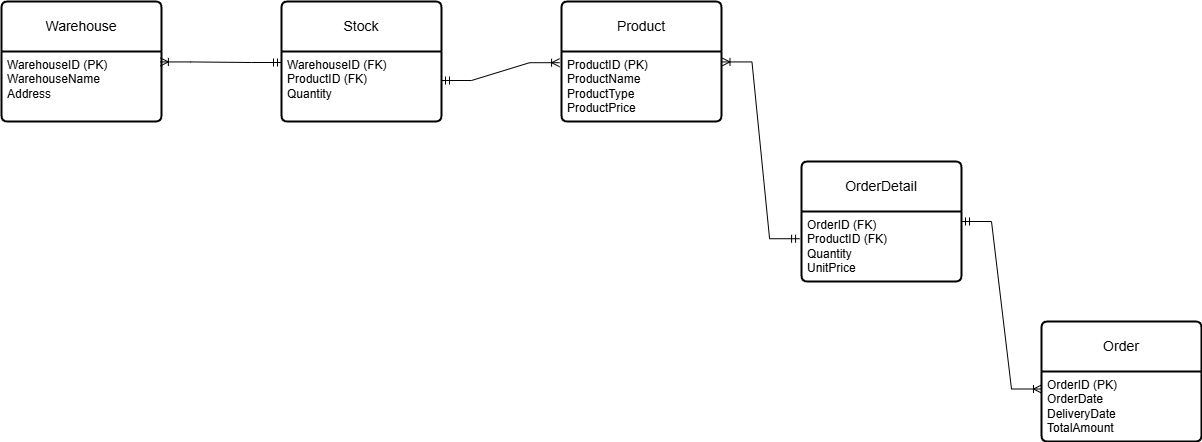 Warehouse
WarehouseID (PK)
WarehouseName
Address
Stock
WarehouseID (FK)
ProductID (FK)
Quantity
Product
ProductID (PK)
ProductName
ProductType
ProductPrice
OrderDetail
OrderID (FK)
ProductID (FK)
Quantity
UnitPrice
Order
OrderID (PK)
OrderDate
DeliveryDate
TotalAmount